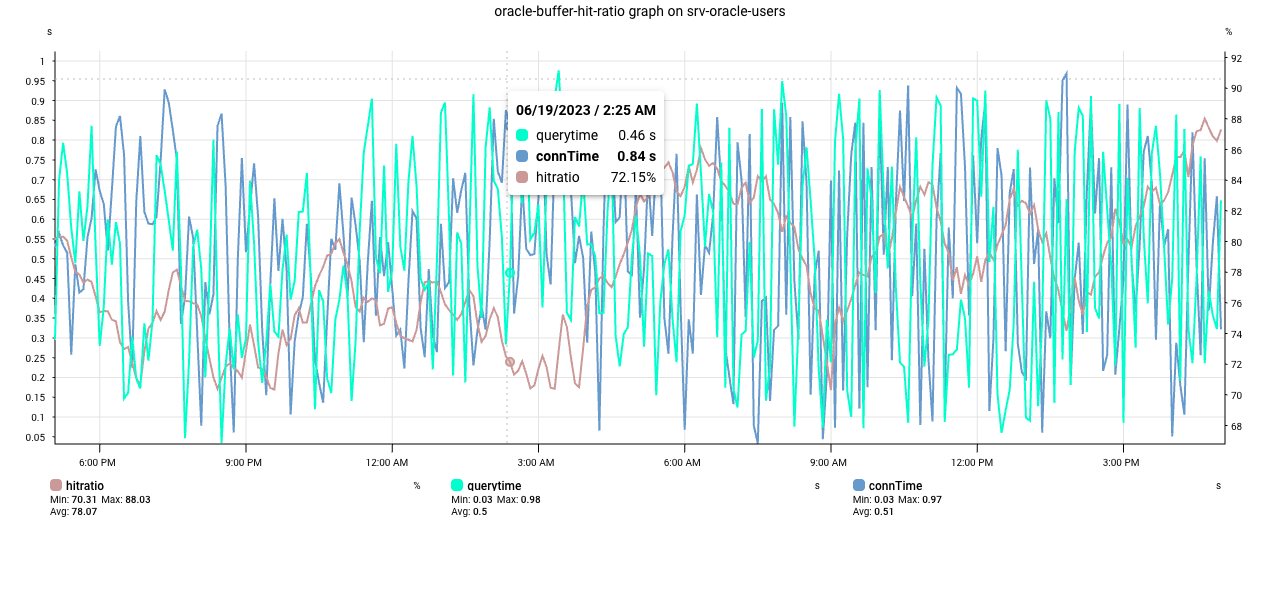 oracle-buffer-hit-ratio graph on srv-oracle-users
s
%
1
0.95
0.9
0.85
0.8
0.75
0.7
0.65
0.6
0.55
0.5
0.45
0.4
0.35
0.3
0.25
0.2
0.15
0.1
0.05
92
90
88
86
84
82
80
78
76
74
72
70
68
06/19/2023 / 2:25 AM
querytime 0.46 s
connTime 0.84 s
hitratio 72.15%
6:00 PM 9:00 PM 12:00 AM 3:00 AM 6:00 AM 9:00 AM 12:00 PM 3:00 PM
hitratio %
Min: 70.31 Max: 88.03
Avg: 78.07
querytime s
Min: 0.03 Max: 0.98
Avg: 0.5
connTime s
Min: 0.03 Max: 0.97
Avg: 0.51